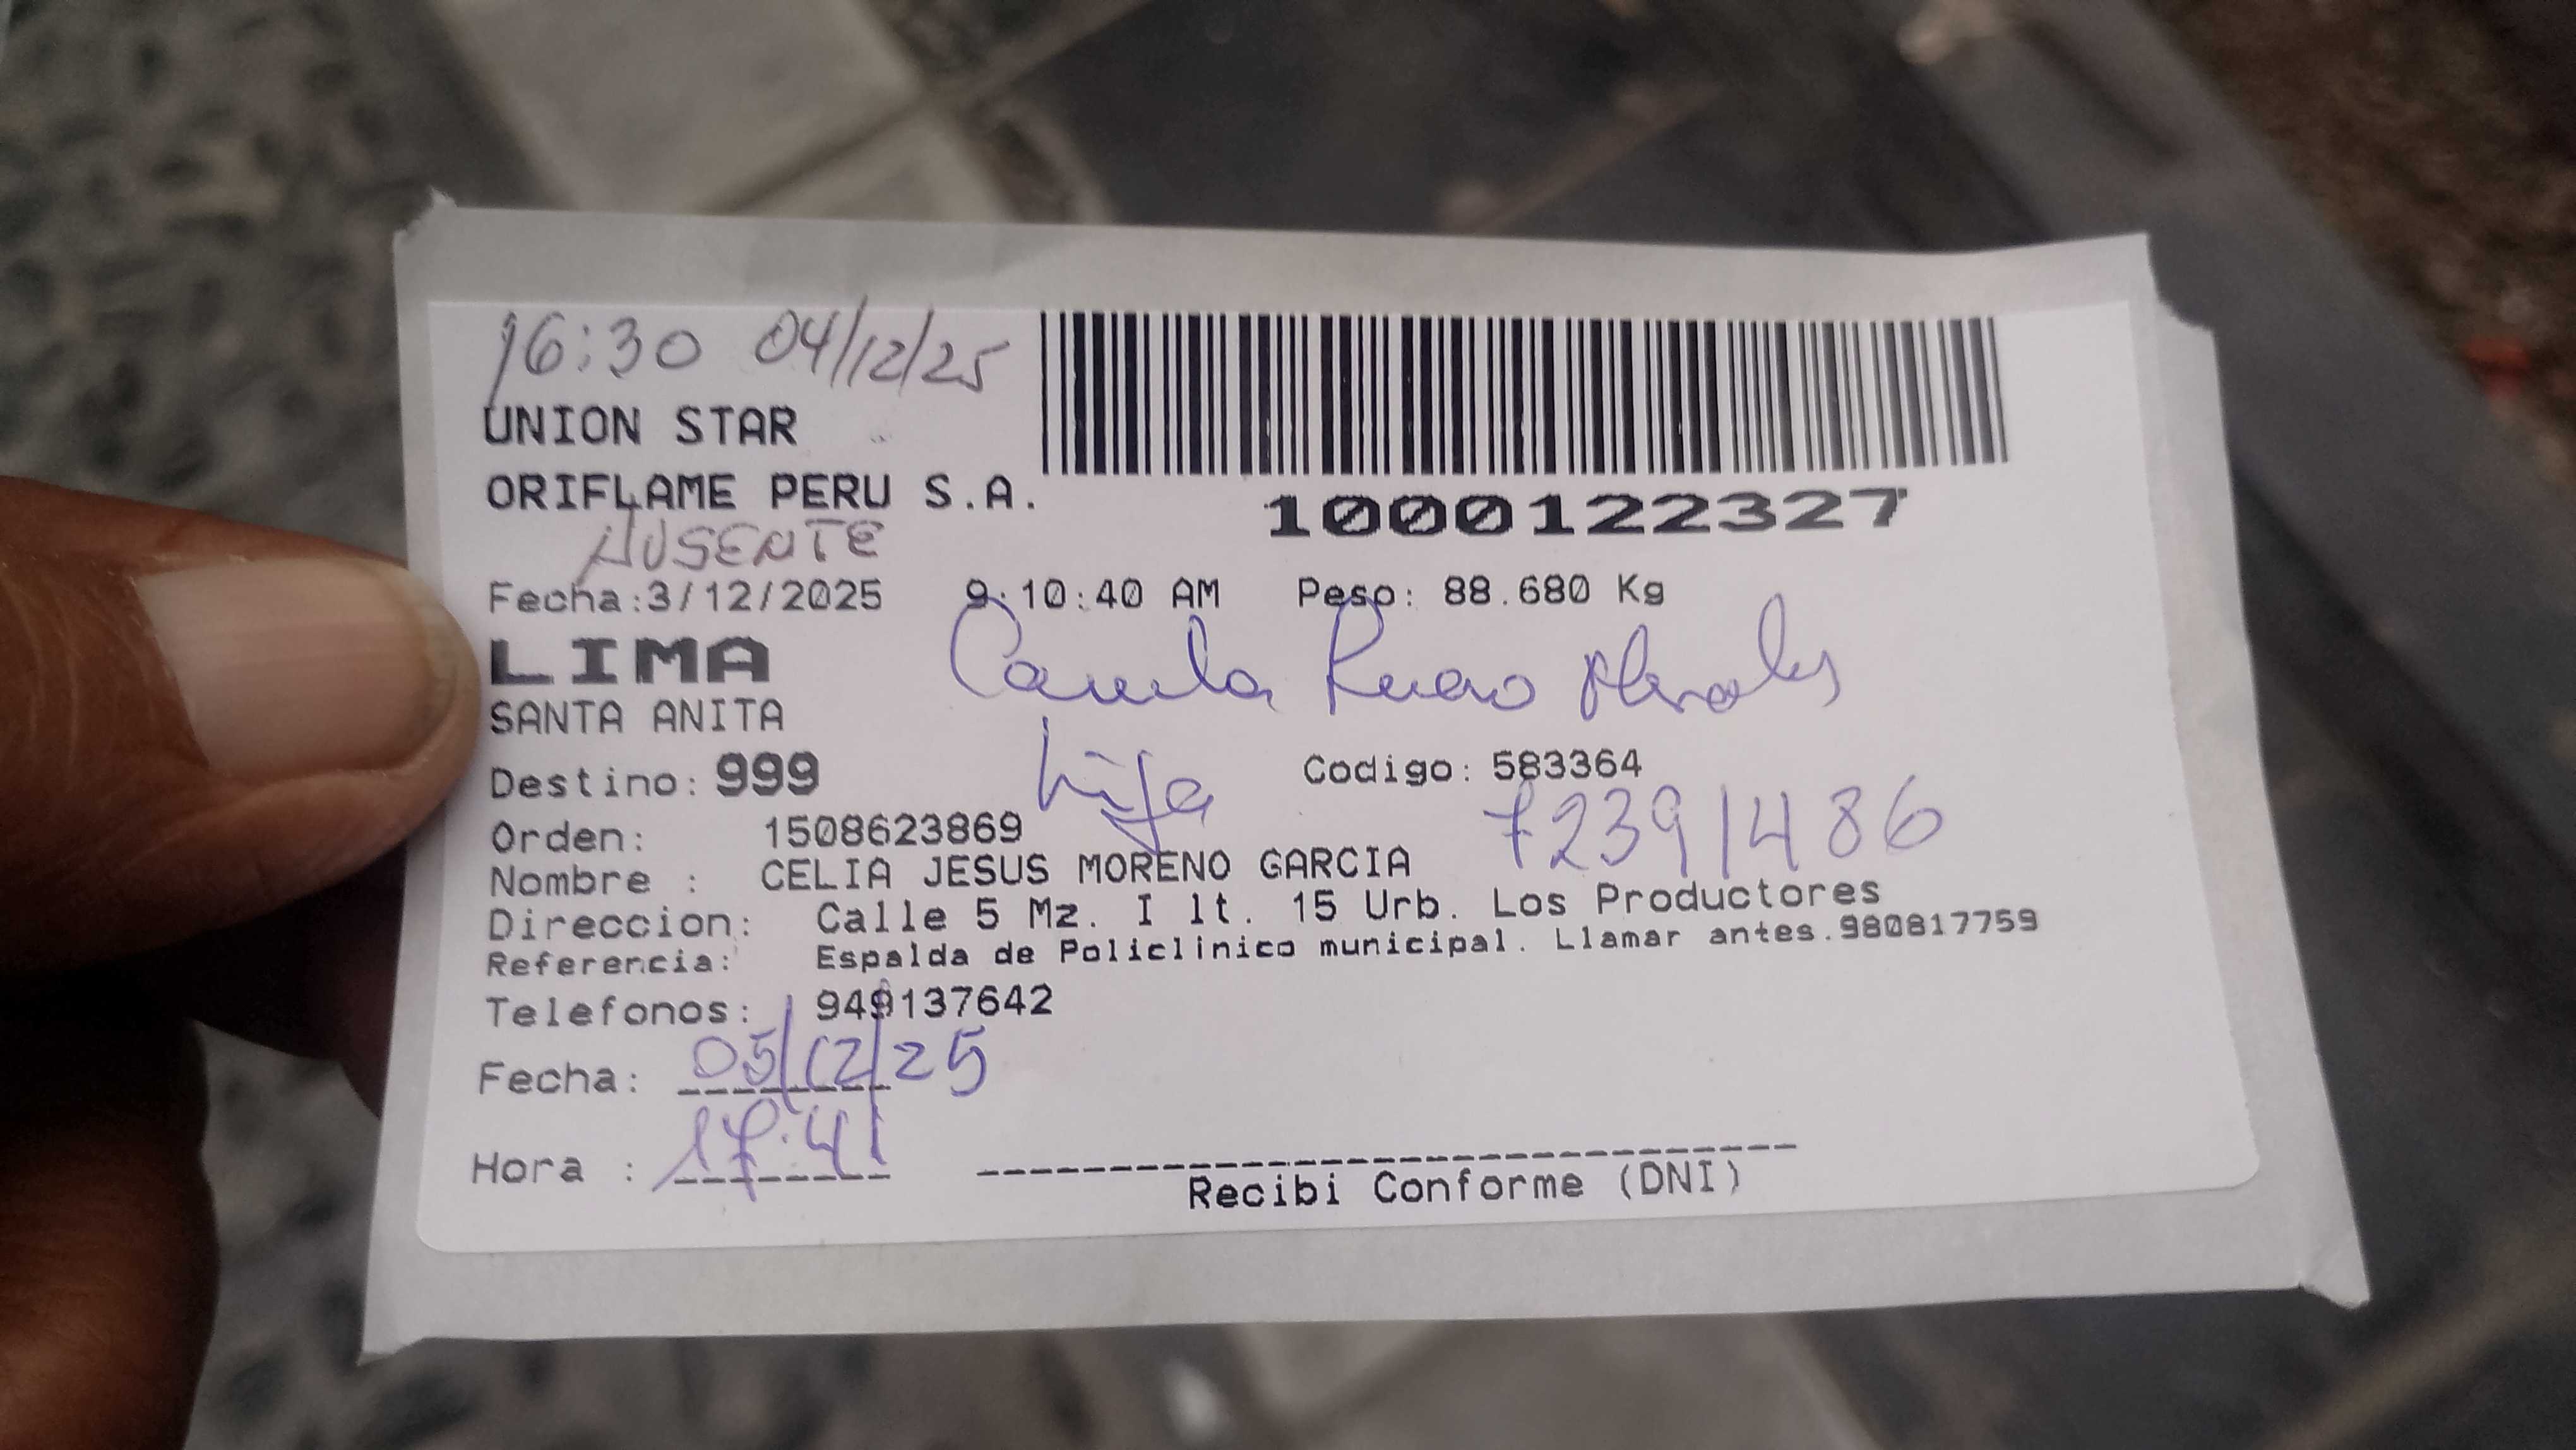 16:30 04/12/25
UNION STAR
ORIFLAME PERU S.A.
1000122327
AUSENTE
Fecha:3/12/2025 9:10:40 AM Peso: 88.680 Kg
LIMA
Camila
SANTA ANITA
Hija
Destino: 999 Codigo: 583364
72391486
Orden: 1508623869
Nombre : CELIA JESUS MORENO GARCIA
Direccion: Calle 5 Mz. I lt. 15 Urb. Los Productores
Referencia: Espalda de Policlinico municipal. Llamar antes.980817759
Telefonos: 949137642
Fecha: 05/12/25
Hora : 17:41
Recibi Conforme (DNI)